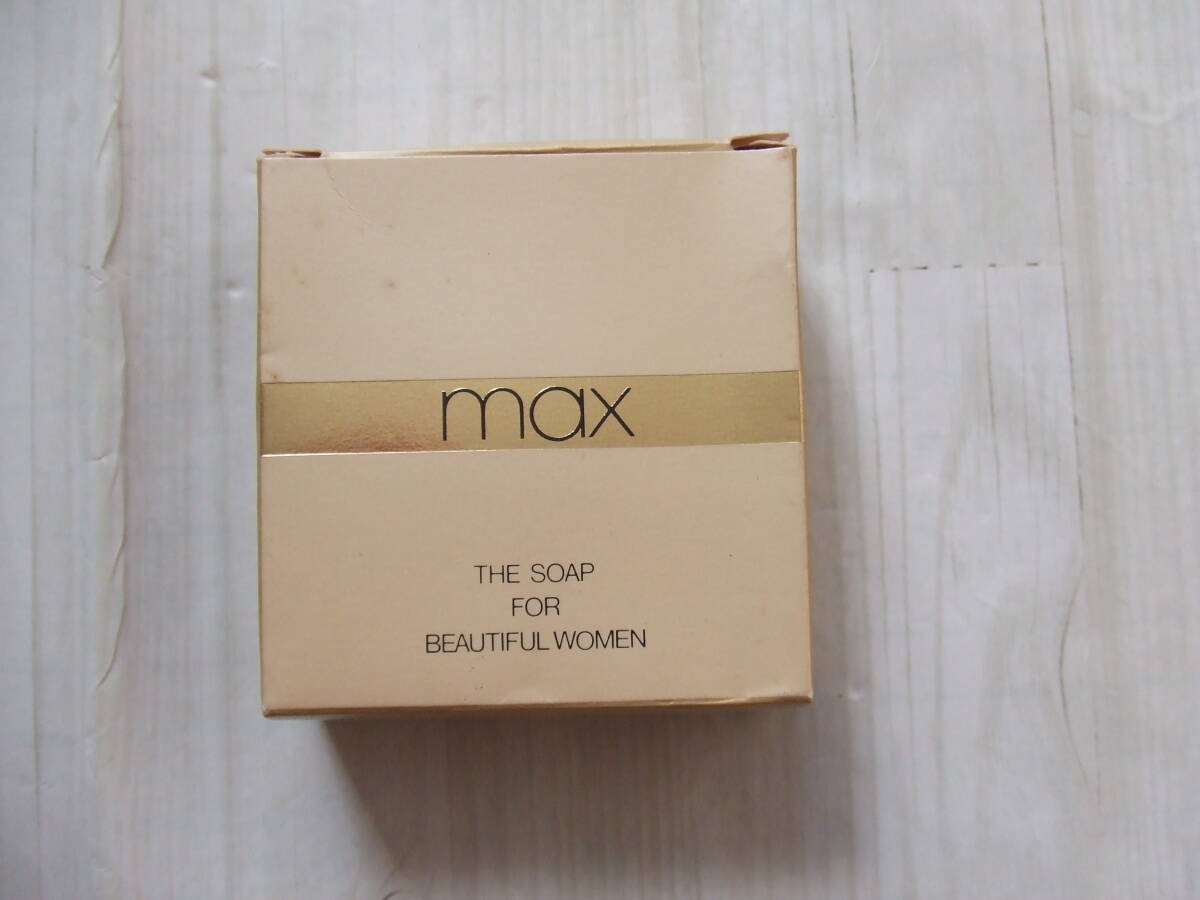 max
THE SOAP
FOR
BEAUTIFUL WOMEN